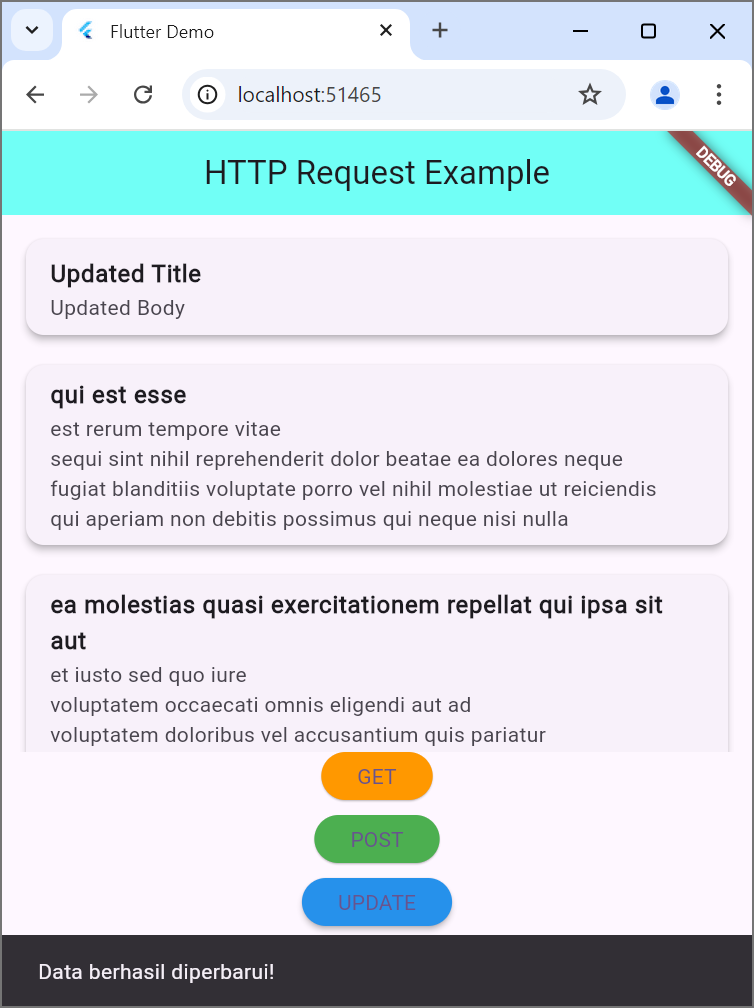 Flutter Demo
localhost:51465
HTTP Request Example
DEBUG
Updated Title
Updated Body
qui est esse
est rerum tempore vitae
sequi sint nihil reprehenderit dolor beatae ea dolores neque
fugiat blanditiis voluptate porro vel nihil molestiae ut reiciendis
qui aperiam non debitis possimus qui neque nisi nulla
ea molestias quasi exercitationem repellat qui ipsa sit
aut
et iusto sed quo iure
voluptatem occaecati omnis eligendi aut ad
voluptatem doloribus vel accusantium quis pariatur
GET
POST
UPDATE
Data berhasil diperbarui!